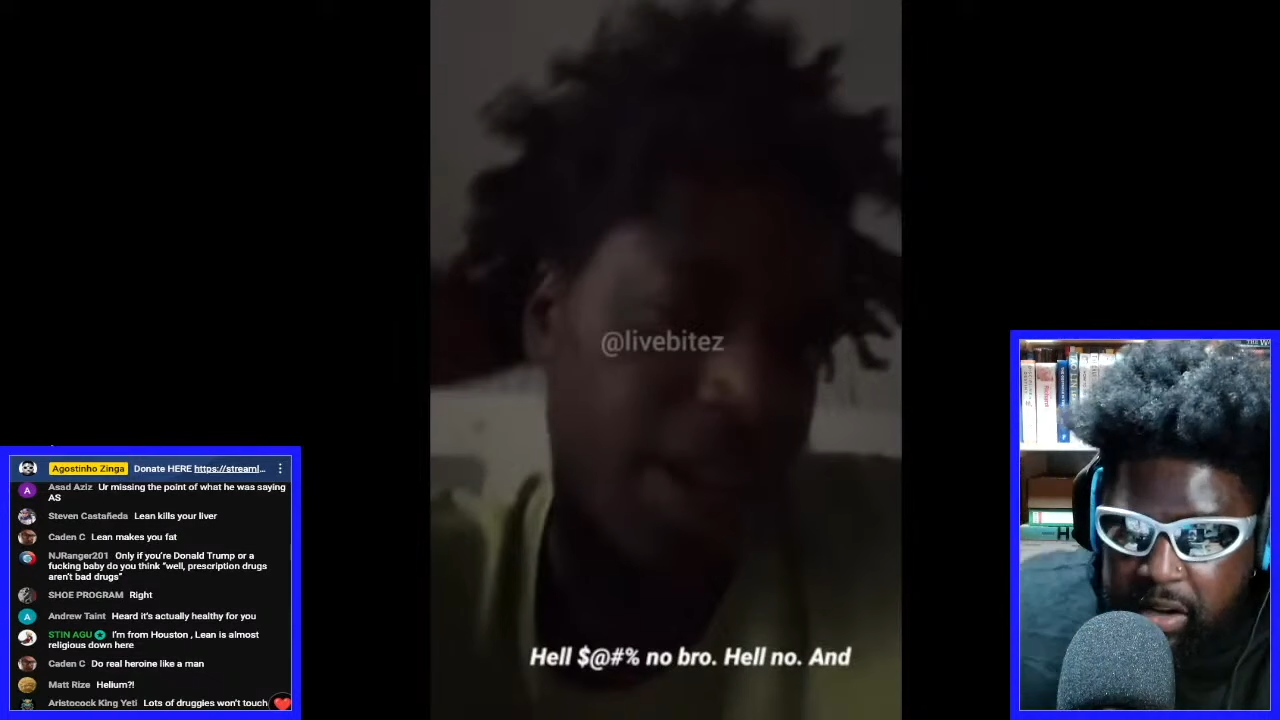 @livebitez
Hell $@#% no bro. Hell no. And
Agostinho Zinga Donate HERE https://streaml...
Asad Aziz Ur missing the point of what he was saying
AS
Steven Castañeda Lean kills your liver
Caden C Lean makes you fat
NJRanger201 Only if you're Donald Trump or a
fucking baby do you think "well, prescription drugs
aren't bad drugs"
SHOE PROGRAM Right
Andrew Taint Heard it's actually healthy for you
STIN AGU I'm from Houston , Lean is almost
religious down here
Caden C Do real heroine like a man
Matt Rize Helium?!
Aristocock King Yeti Lots of druggies won't touch